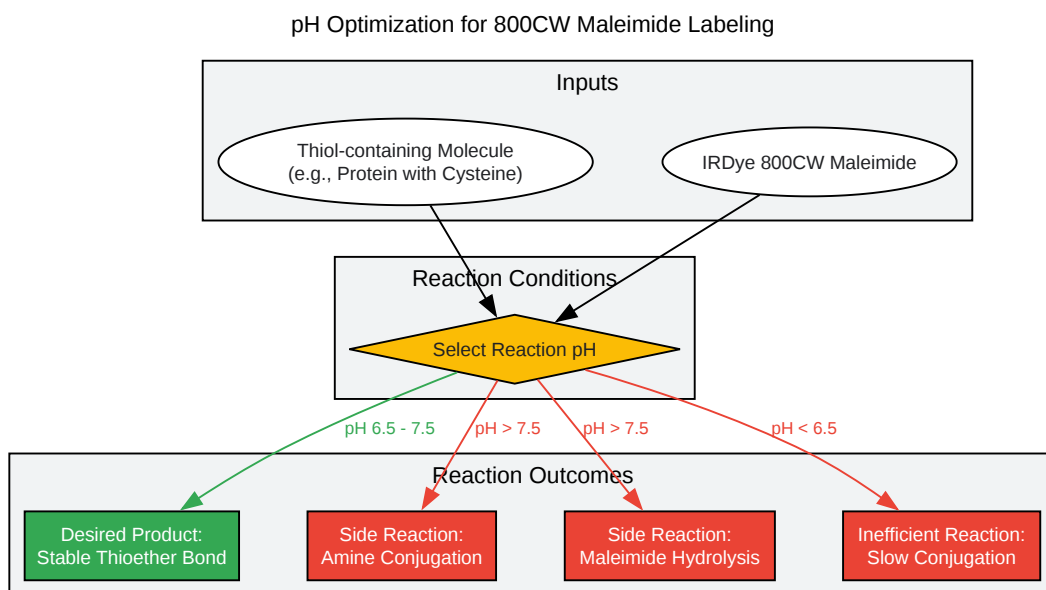 pH Optimization for 800CW Maleimide Labeling
Inputs
Thiol-containing Molecule
(e.g., Protein with Cysteine)
IRDye 800CW Maleimide
Reaction Conditions
Select Reaction pH
pH 6.5 - 7.5
pH > 7.5
pH > 7.5
pH < 6.5
Reaction Outcomes
Desired Product:
Stable Thioether Bond
Side Reaction:
Amine Conjugation
Side Reaction:
Maleimide Hydrolysis
Inefficient Reaction:
Slow Conjugation